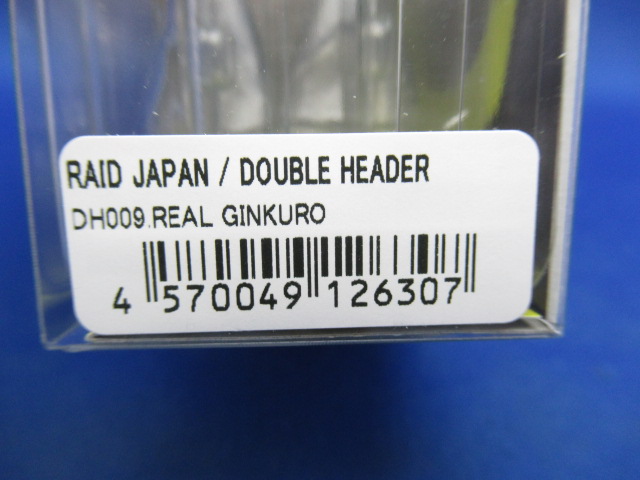 RAID JAPAN / DOUBLE HEADER
DH009.REAL GINKURO
4 570049 126307